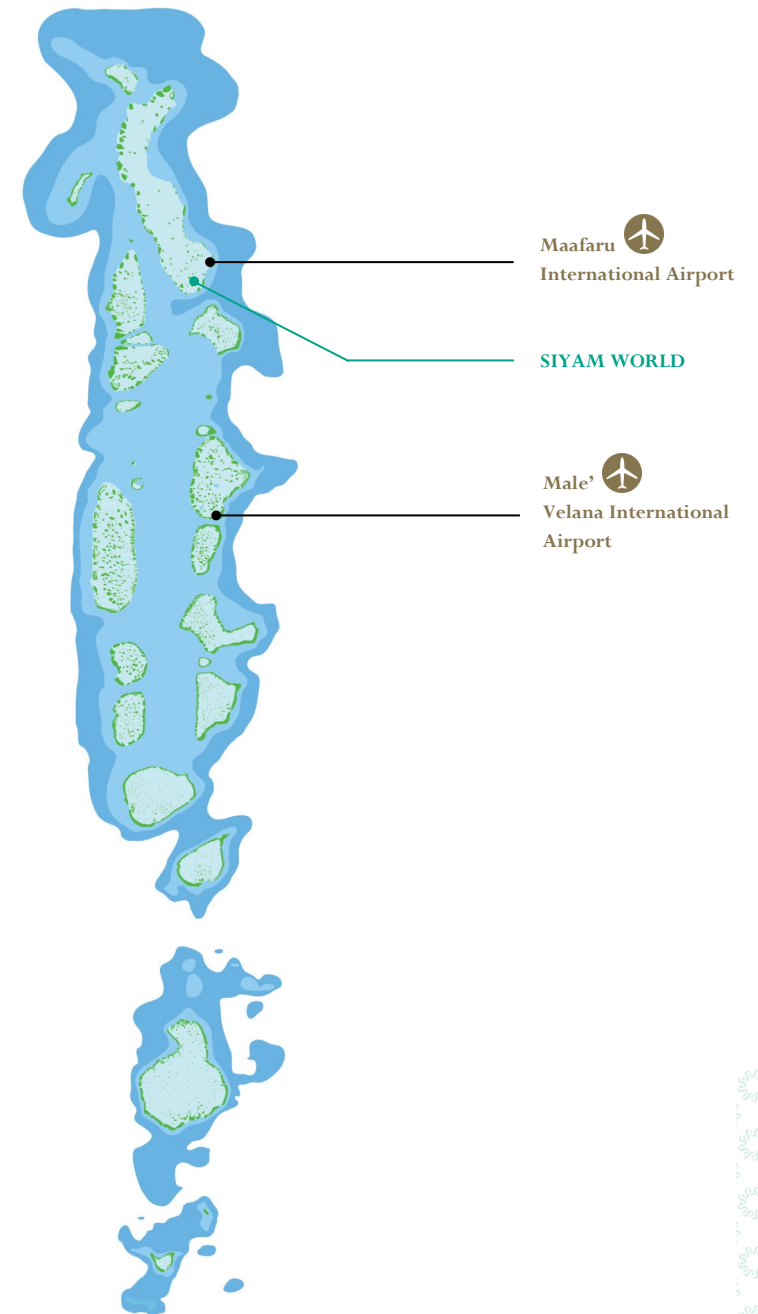 Maafaru
International Airport
SIYAM WORLD
Male’
Velana International
Airport